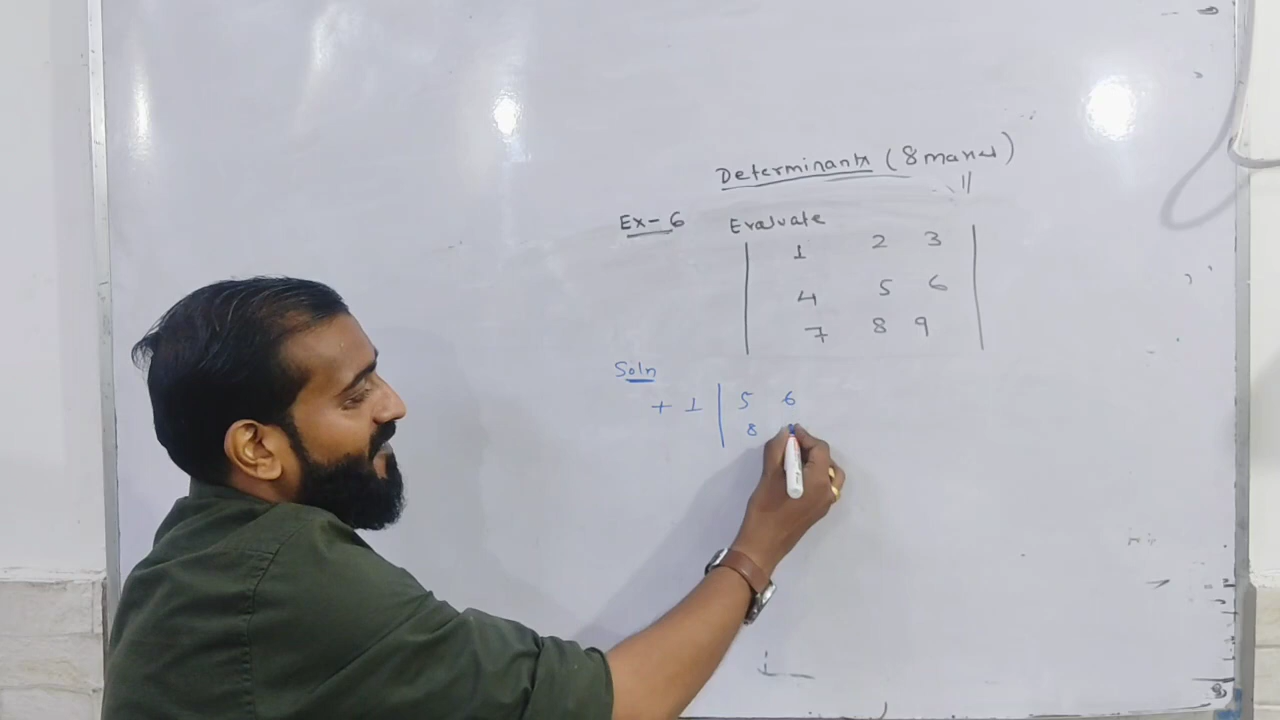 Determinants (8 marks)
Ex-6 Evaluate
1 2 3
4 5 6
7 8 9
Soln
+ 1 | 5 6
8